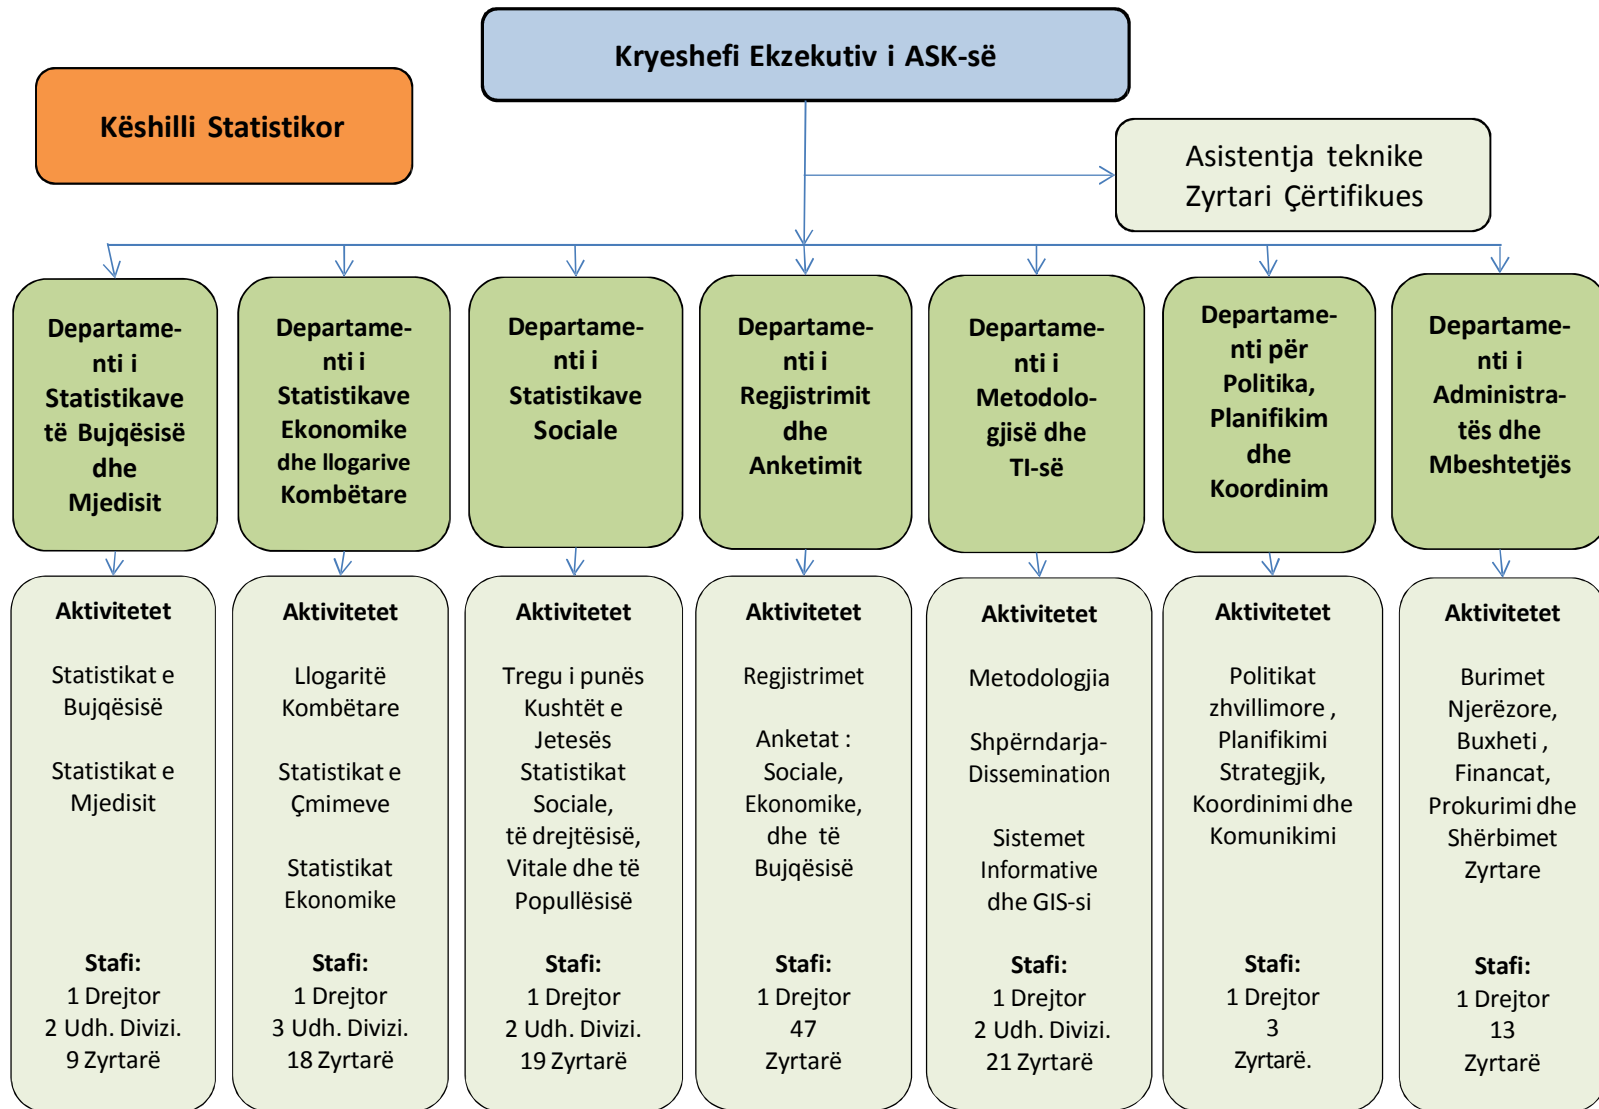 Kryeshefi Ekzekutiv i ASK-së
Këshilli Statistikor
Asistentja teknike
Zyrtari Çërtifikues
Departame-
nti i
Statistikave
të Bujqësisë
dhe
Mjedisit
Departame-
nti i
Statistikave
Ekonomike
dhe llogarive
Kombëtare
Departame-
nti i
Statistikave
Sociale
Departame-
nti i
Regjistrimit
dhe
Anketimit
Departame-
nti i
Metodolo-
gjisë dhe
TI-së
Departame-
nti për
Politika,
Planifikim
dhe
Koordinim
Departame-
nti i
Administra-
tës dhe
Mbeshtetjës
Aktivitetet
Statistikat e
Bujqësisë
Statistikat e
Mjedisit
Stafi:
1 Drejtor
2 Udh. Divizi.
9 Zyrtarë
Aktivitetet
Llogaritë
Kombëtare
Statistikat e
Çmimeve
Statistikat
Ekonomike
Stafi:
1 Drejtor
3 Udh. Divizi.
18 Zyrtarë
Aktivitetet
Tregu i punës
Kushtët e
Jetesës
Statistikat
Sociale,
të drejtësisë,
Vitale dhe të
Popullësisë
Stafi:
1 Drejtor
2 Udh. Divizi.
19 Zyrtarë
Aktivitetet
Regjistrimet
Anketat :
Sociale,
Ekonomike,
dhe të
Bujqësisë
Stafi:
1 Drejtor
47
Zyrtarë
Aktivitetet
Metodologjia
Shpërndarja-
Dissemination
Sistemet
Informative
dhe GIS-si
Stafi:
1 Drejtor
2 Udh. Divizi.
21 Zyrtarë
Aktivitetet
Politikat
zhvillimore ,
Planifikimi
Strategjik,
Koordinimi dhe
Komunikimi
Stafi:
1 Drejtor
3
Zyrtarë.
Aktivitetet
Burimet
Njerëzore,
Buxheti ,
Financat,
Prokurimi dhe
Shërbimet
Zyrtare
Stafi:
1 Drejtor
13
Zyrtarë